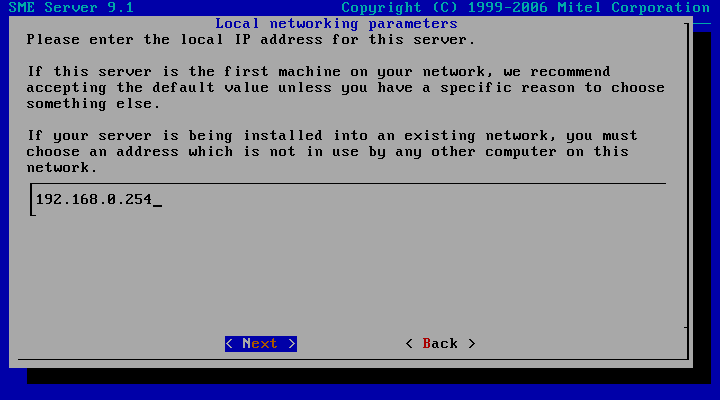 SME Server 9.1 Copyright (C) 1999-2006 Mitel Corporation
Local networking parameters
Please enter the local IP address for this server.
If this server is the first machine on your network, we recommend
accepting the default value unless you have a specific reason to choose
something else.
If your server is being installed into an existing network, you must
choose an address which is not in use by any other computer on this
network.
192.168.0.254_
< Next > < Back >